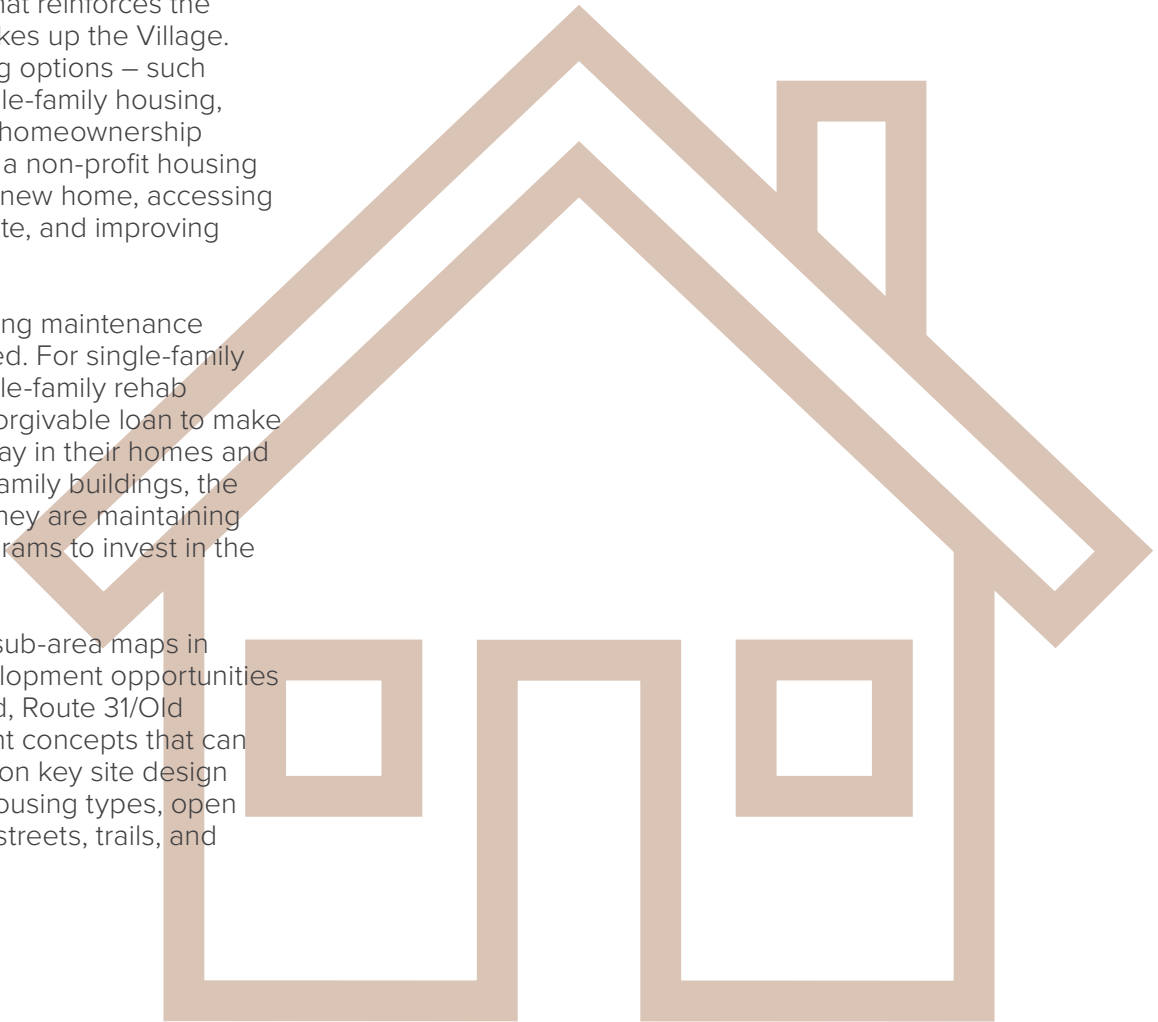 hat reinforces the
kes up the Village.
g options – such
le-family housing,
homeownership
a non-profit housing
new home, accessing
te, and improving
ng maintenance
ed. For single-family
le-family rehab
orgivable loan to make
ay in their homes and
amily buildings, the
hey are maintaining
rams to invest in the
sub-area maps in
lopment opportunities
d, Route 31/Old
nt concepts that can
on key site design
ousing types, open
streets, trails, and